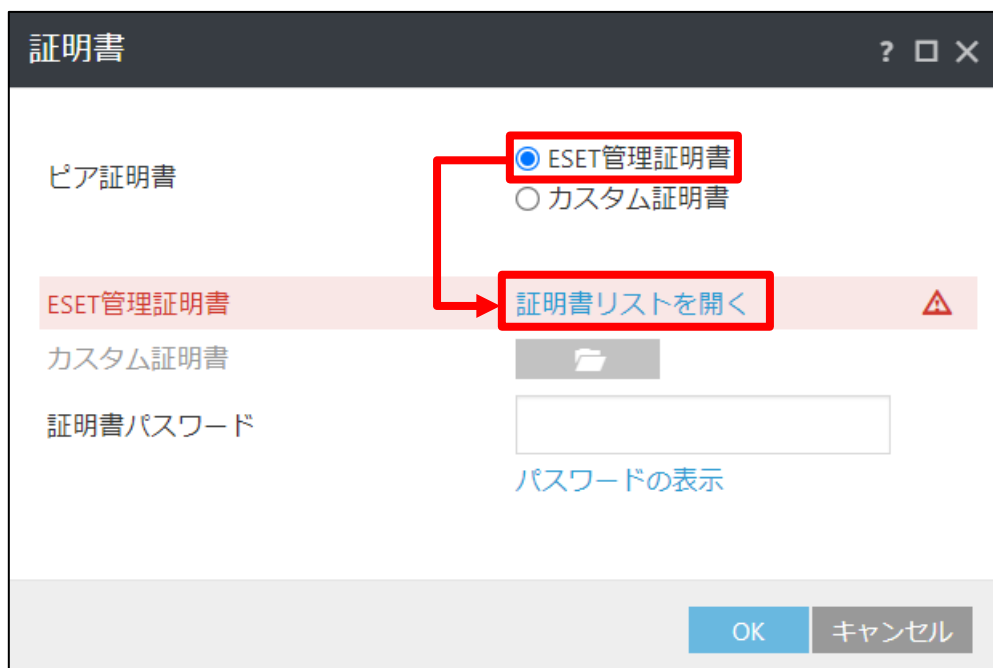 証明書
?
ピア証明書
ESET管理証明書
カスタム証明書
ESET管理証明書
証明書リストを開く
カスタム証明書
証明書パスワード
パスワードの表示
OK
キャンセル